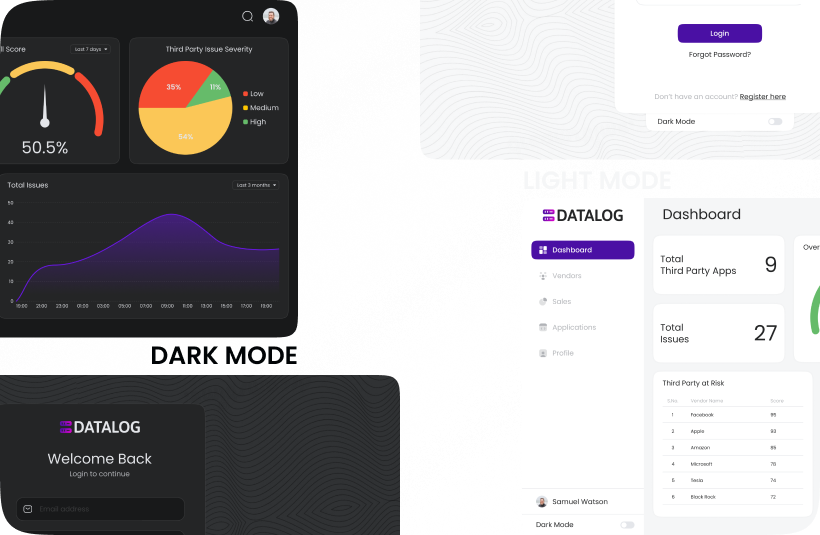 ll Score
Last 7 days
50.5%
Third Party Issue Severity
35%
11%
54%
Low
Medium
High
Total Issues
Last 3 months
50
40
30
20
10
0
19:00 21:00 23:00 01:00 03:00 05:00 07:00 09:00 11:00 13:00 15:00 17:00 19:00
DARK MODE
DATALOG
Welcome Back
Login to continue
Email address
Login
Forgot Password?
Don't have an account? Register here
Dark Mode
LIGHT MODE
DATALOG
Dashboard
Vendors
Sales
Applications
Profile
Samuel Watson
Dark Mode
Dashboard
Total
Third Party Apps
9
Total
Issues
27
Over
Third Party at Risk
S.No. Vendor Name Score
1 Facebook 95
2 Apple 93
3 Amazon 85
4 Microsoft 78
5 Tesla 74
6 Black Rock 72